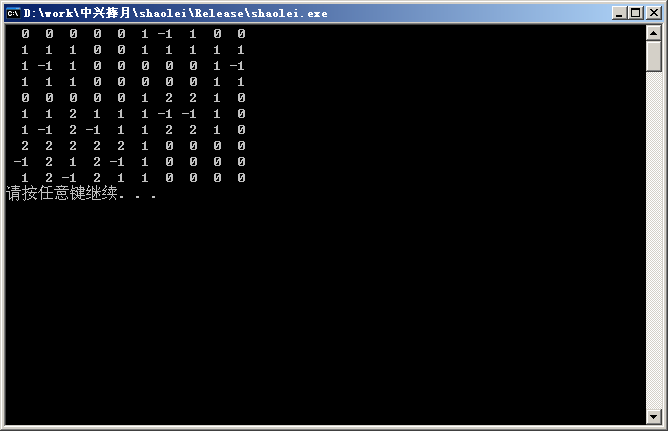 D:\work\中兴捧月\shaolei\Release\shaolei.exe
0 0 0 0 0 1 -1 1 0 0
1 1 1 0 0 1 1 1 1 1
1 -1 1 0 0 0 0 0 1 -1
1 1 1 0 0 0 0 0 1 1
0 0 0 0 0 1 2 2 1 0
1 1 2 1 1 1 -1 -1 1 0
1 -1 2 -1 1 1 2 2 1 0
2 2 2 2 2 1 0 0 0 0
-1 2 1 2 -1 1 0 0 0 0
1 2 -1 2 1 1 0 0 0 0
请按任意键继续. . .